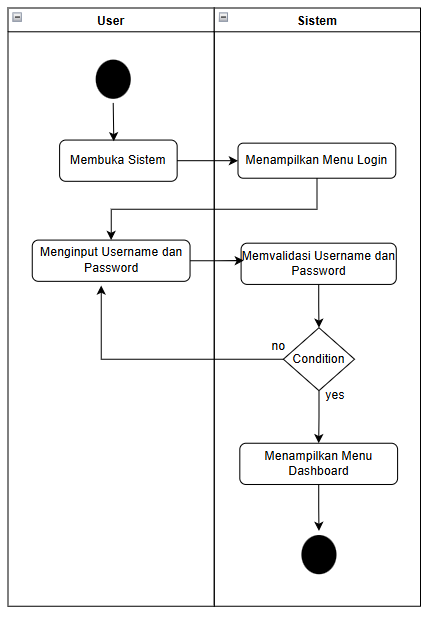 User
Sistem
Membuka Sistem
Menampilkan Menu Login
Menginput Username dan
Password
Memvalidasi Username dan
Password
no
Condition
yes
Menampilkan Menu
Dashboard